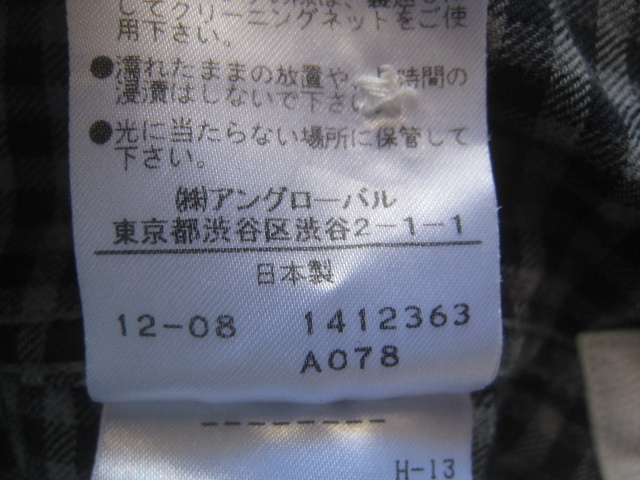 してクリーニングネットをご使
用下さい。
●濡れたままの放置や、時間の
浸漬はしないで下さい
●光に当たらない場所に保管して
下さい。
㈱アングローバル
東京都渋谷区渋谷2-1-1
日本製
12-08 1412363
A078
--------
H-13